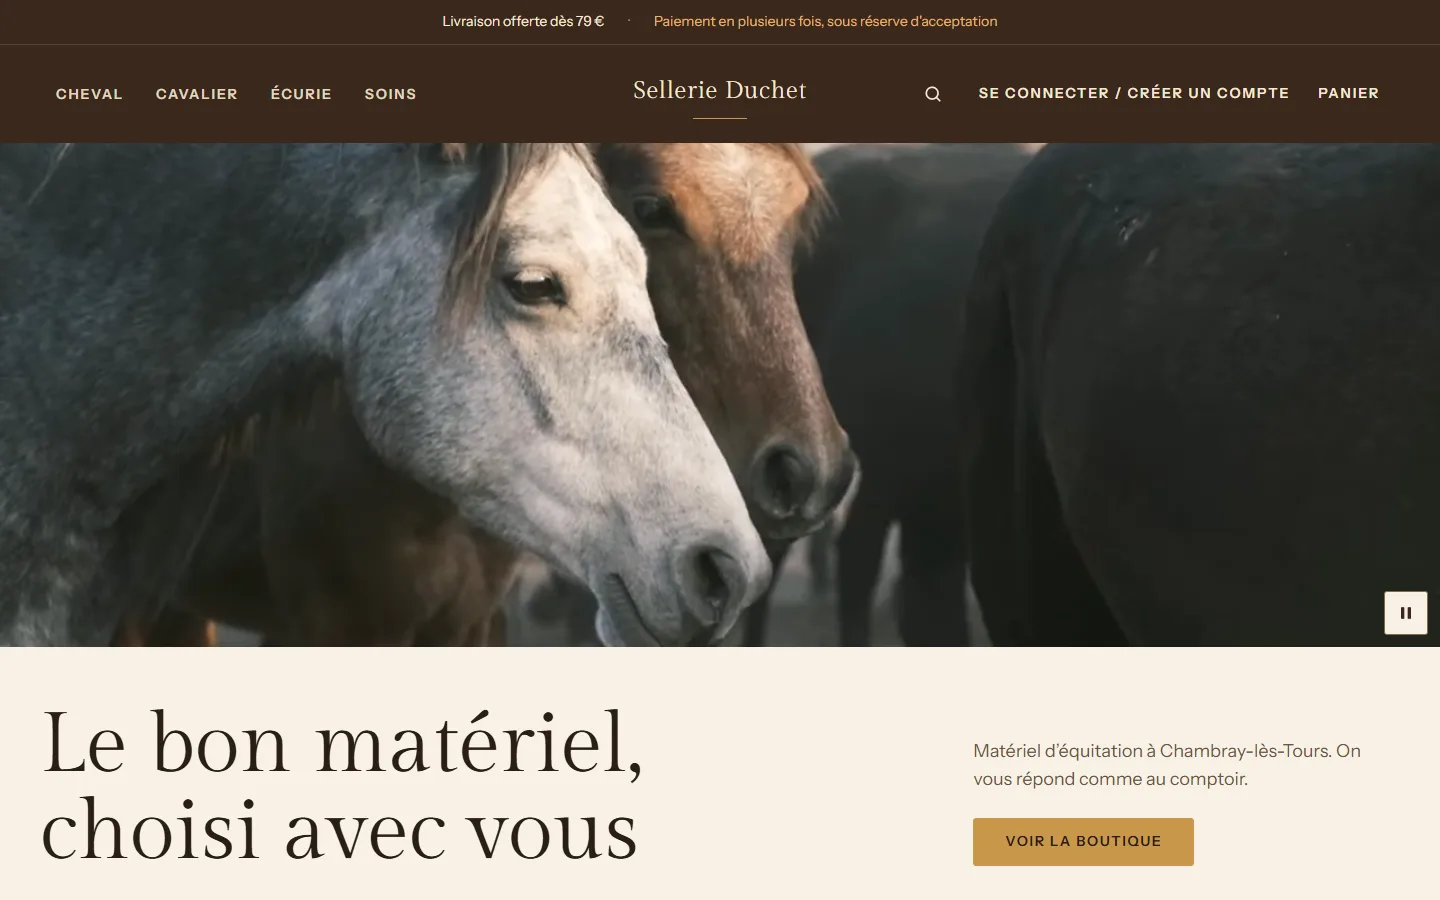 Livraison offerte dès 79 € · Paiement en plusieurs fois, sous réserve d'acceptation
CHEVAL CAVALIER ÉCURIE SOINS Sellerie Duchet SE CONNECTER / CRÉER UN COMPTE PANIER
Le bon matériel,
choisi avec vous
Matériel d’équitation à Chambray-lès-Tours. On
vous répond comme au comptoir.
VOIR LA BOUTIQUE